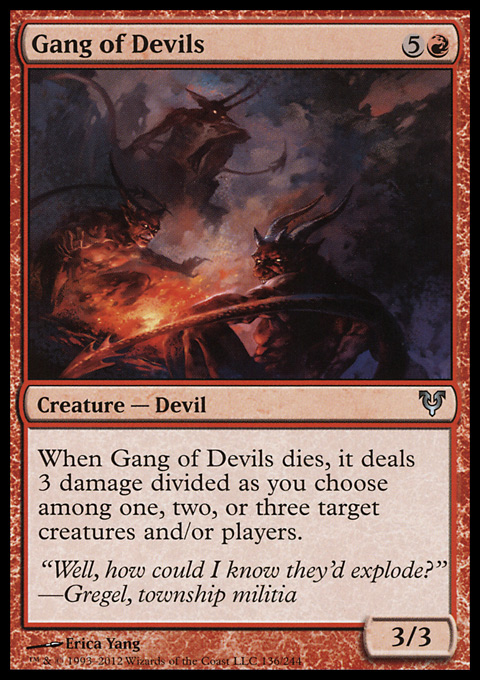 Gang of Devils 5
Creature — Devil
When Gang of Devils dies, it deals
3 damage divided as you choose
among one, two, or three target
creatures and/or players.
“Well, how could I know they’d explode?”
—Gregel, township militia
3/3
Erica Yang
™ & © 1993–2012 Wizards of the Coast LLC 136/244